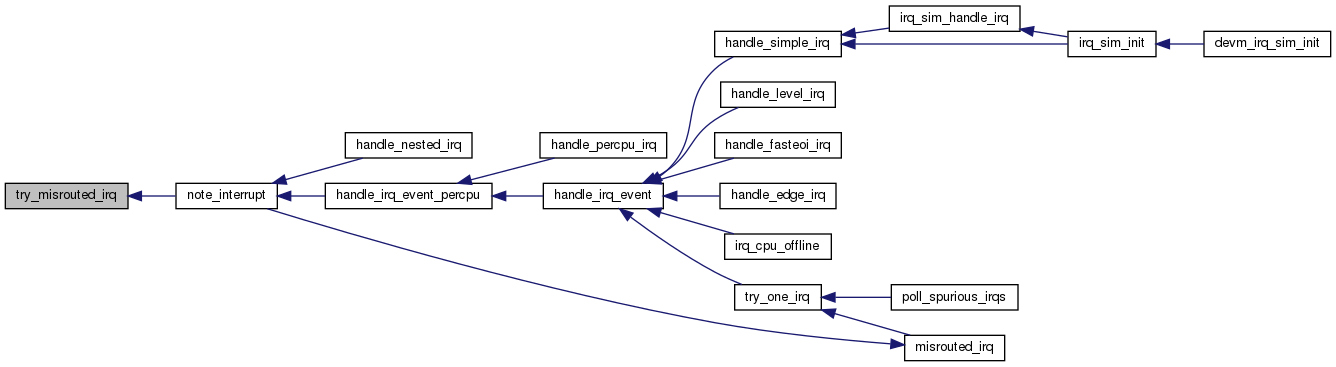 irq_sim_handle_irq
handle_simple_irq
irq_sim_init
devm_irq_sim_init
handle_level_irq
handle_nested_irq
handle_percpu_irq
handle_fasteoi_irq
try_misrouted_irq
note_interrupt
handle_irq_event_percpu
handle_irq_event
handle_edge_irq
irq_cpu_offline
try_one_irq
poll_spurious_irqs
misrouted_irq